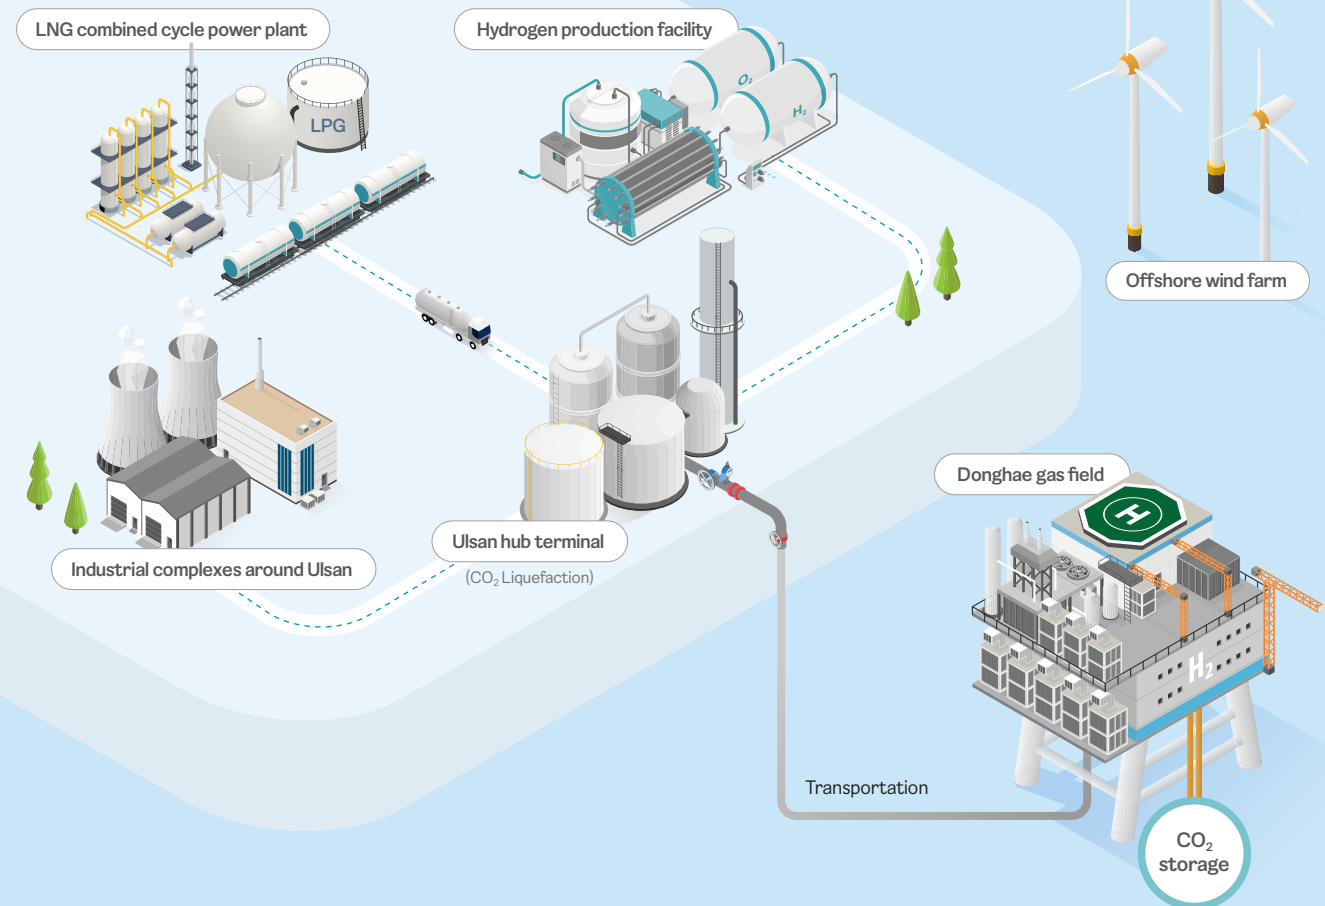 LNG combined cycle power plant
Hydrogen production facility
O₂
H₂
LPG
Offshore wind farm
Donghae gas field
H
Ulsan hub terminal
(CO₂ Liquefaction)
Industrial complexes around Ulsan
H₂
Transportation
CO₂
storage